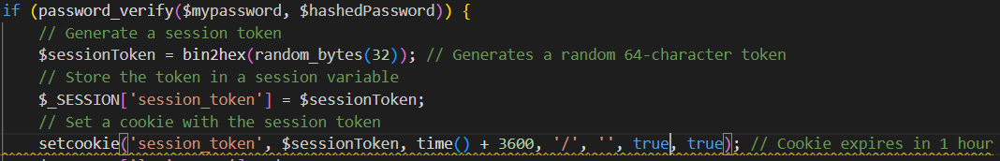 if (password_verify($mypassword, $hashedPassword)) {
// Generate a session token
$sessionToken = bin2hex(random_bytes(32)); // Generates a random 64-character token
// Store the token in a session variable
$_SESSION['session_token'] = $sessionToken;
// Set a cookie with the session token
setcookie('session_token', $sessionToken, time() + 3600, '/', '', true, true); // Cookie expires in 1 hour